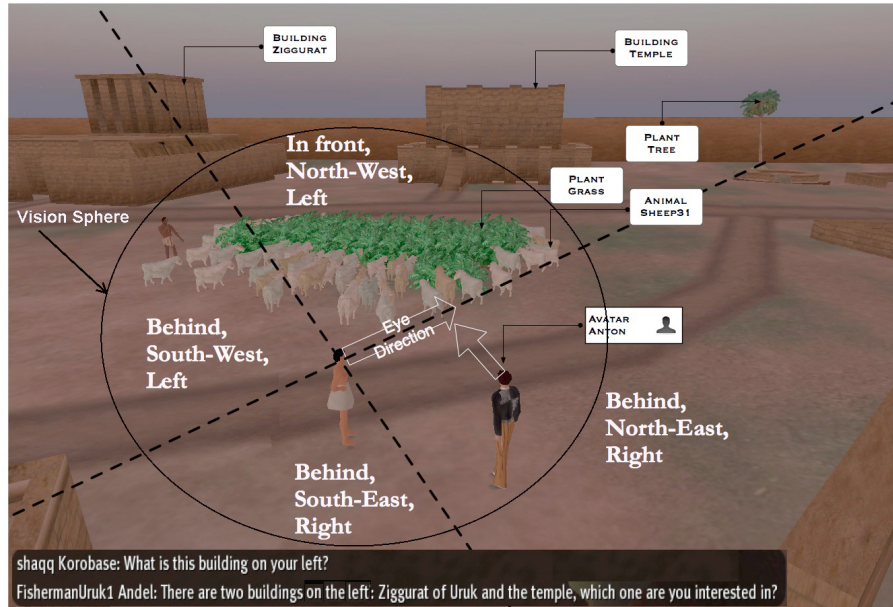 Building
Ziggurat
Building
Temple
Plant
Tree
In front,
North-West,
Left
Plant
Grass
Animal
Sheep31
Vision Sphere
Avatar
Anton
Eye
Direction
Behind,
South-West,
Left
Behind,
North-East,
Right
Behind,
South-East,
Right
shaqq Korobase: What is this building on your left?
FishermanUruk1 Andel: There are two buildings on the left: Ziggurat of Uruk and the temple, which one are you interested in?